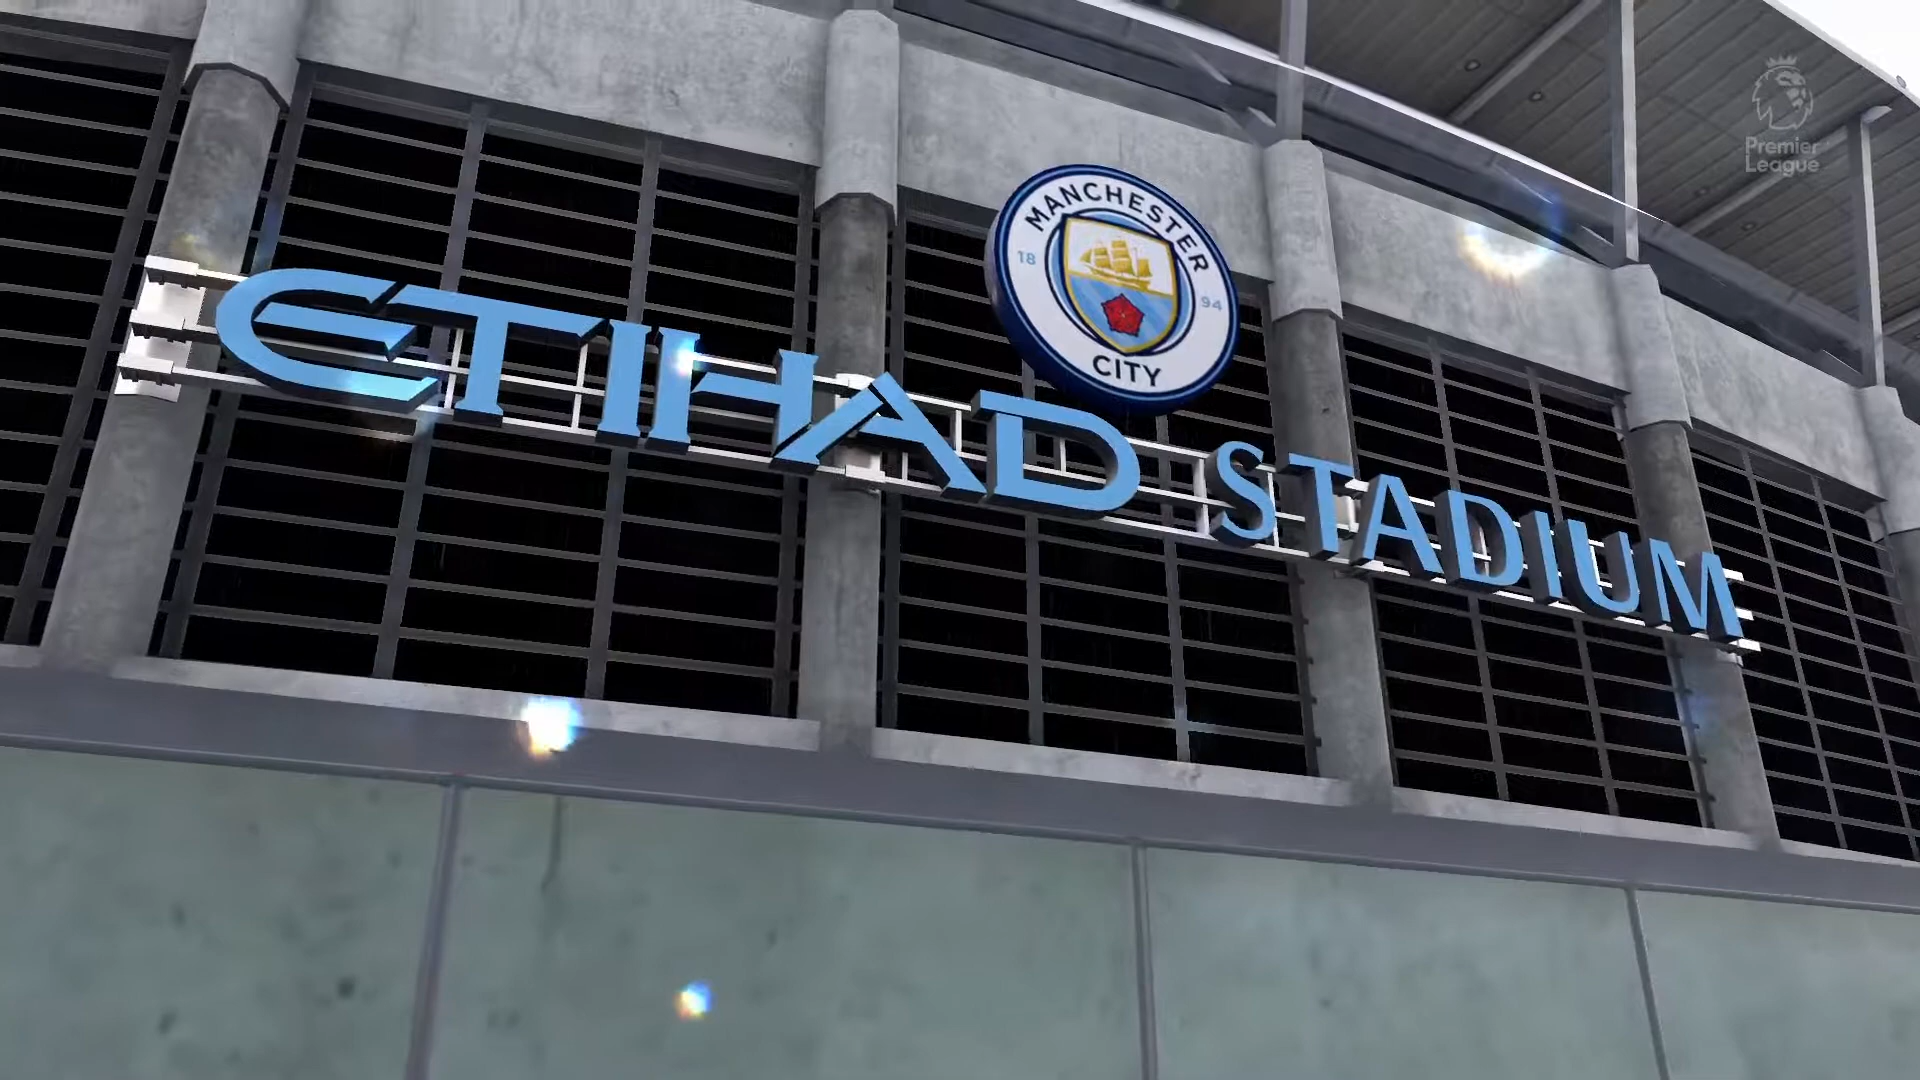 Premier
League
MANCHESTER
18 94
CITY
ETIHAD STADIUM